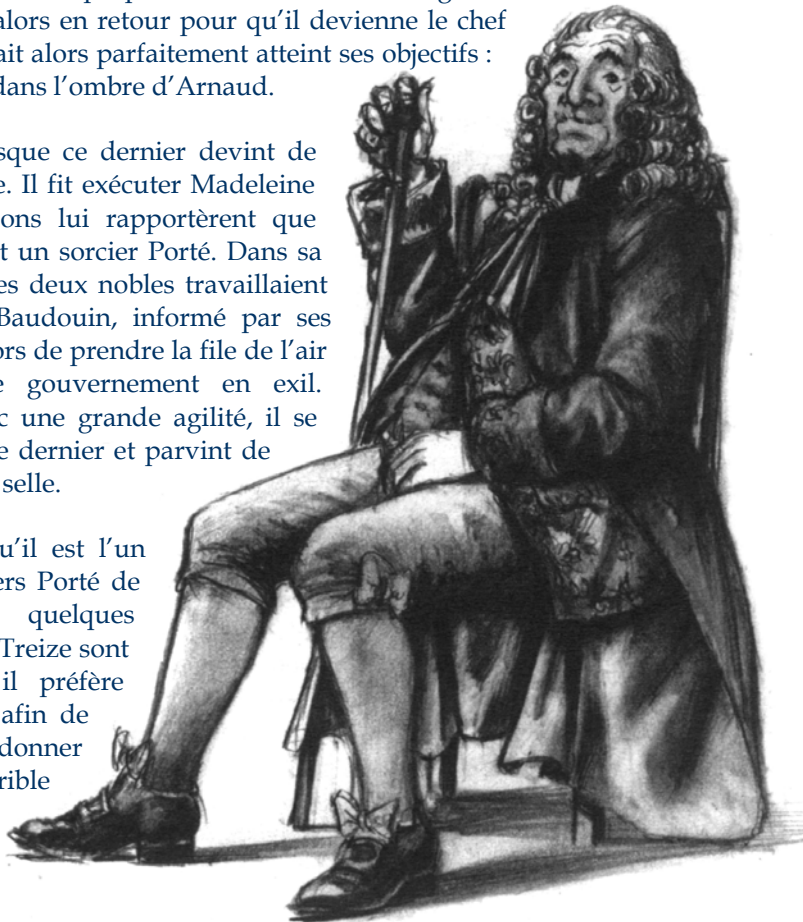 alors en retour pour qu’il devienne le chef
ait alors parfaitement atteint ses objectifs :
dans l’ombre d’Arnaud.
sque ce dernier devint de
e. Il fit exécuter Madeleine
ons lui rapportèrent que
t un sorcier Porté. Dans sa
es deux nobles travaillaient
Baudouin, informé par ses
ors de prendre la file de l’air
e gouvernement en exil.
c une grande agilité, il se
e dernier et parvint de
selle.
u’il est l’un
ers Porté de
quelques
Treize sont
il préfère
afin de
donner
rible